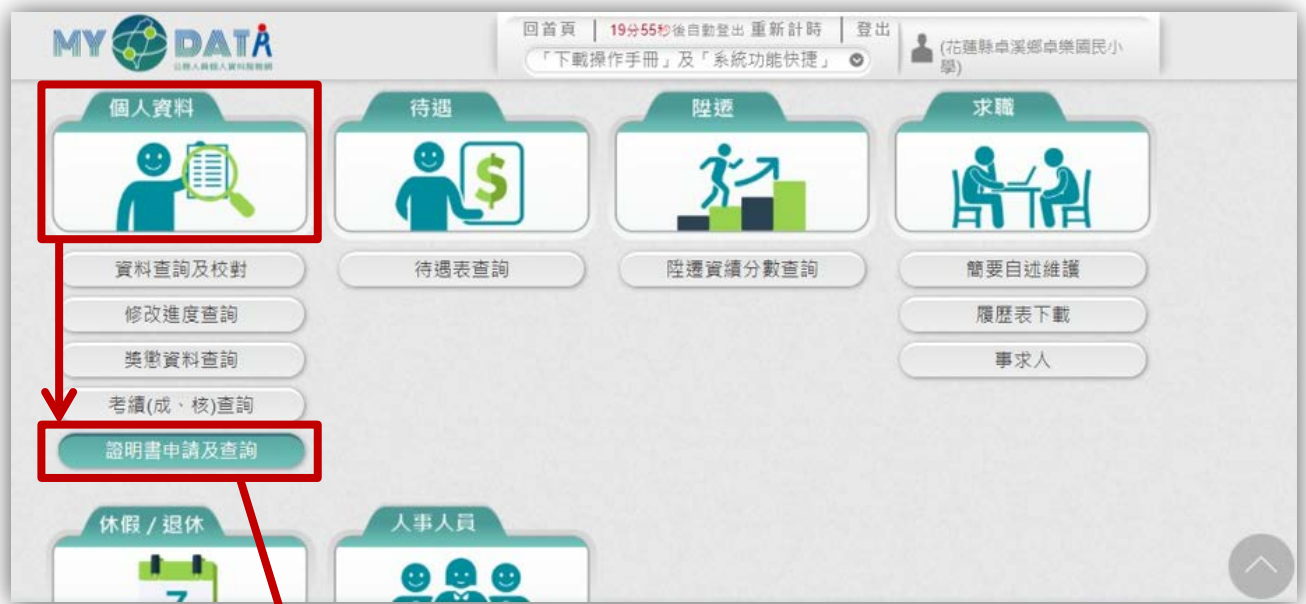 MY DATA
公務人員個人資料服務網
回首頁 | 19分55秒後自動登出 重新計時 | 登出
「下載操作手冊」及「系統功能快捷」
(花蓮縣卓溪鄉卓樂國民小
學)
個人資料
待遇
陞遷
求職
$
資料查詢及校對
待遇表查詢
陞遷資績分數查詢
簡要自述維護
修改進度查詢
履歷表下載
獎懲資料查詢
事求人
考績(成、核)查詢
證明書申請及查詢
休假 / 退休
人事人員
7